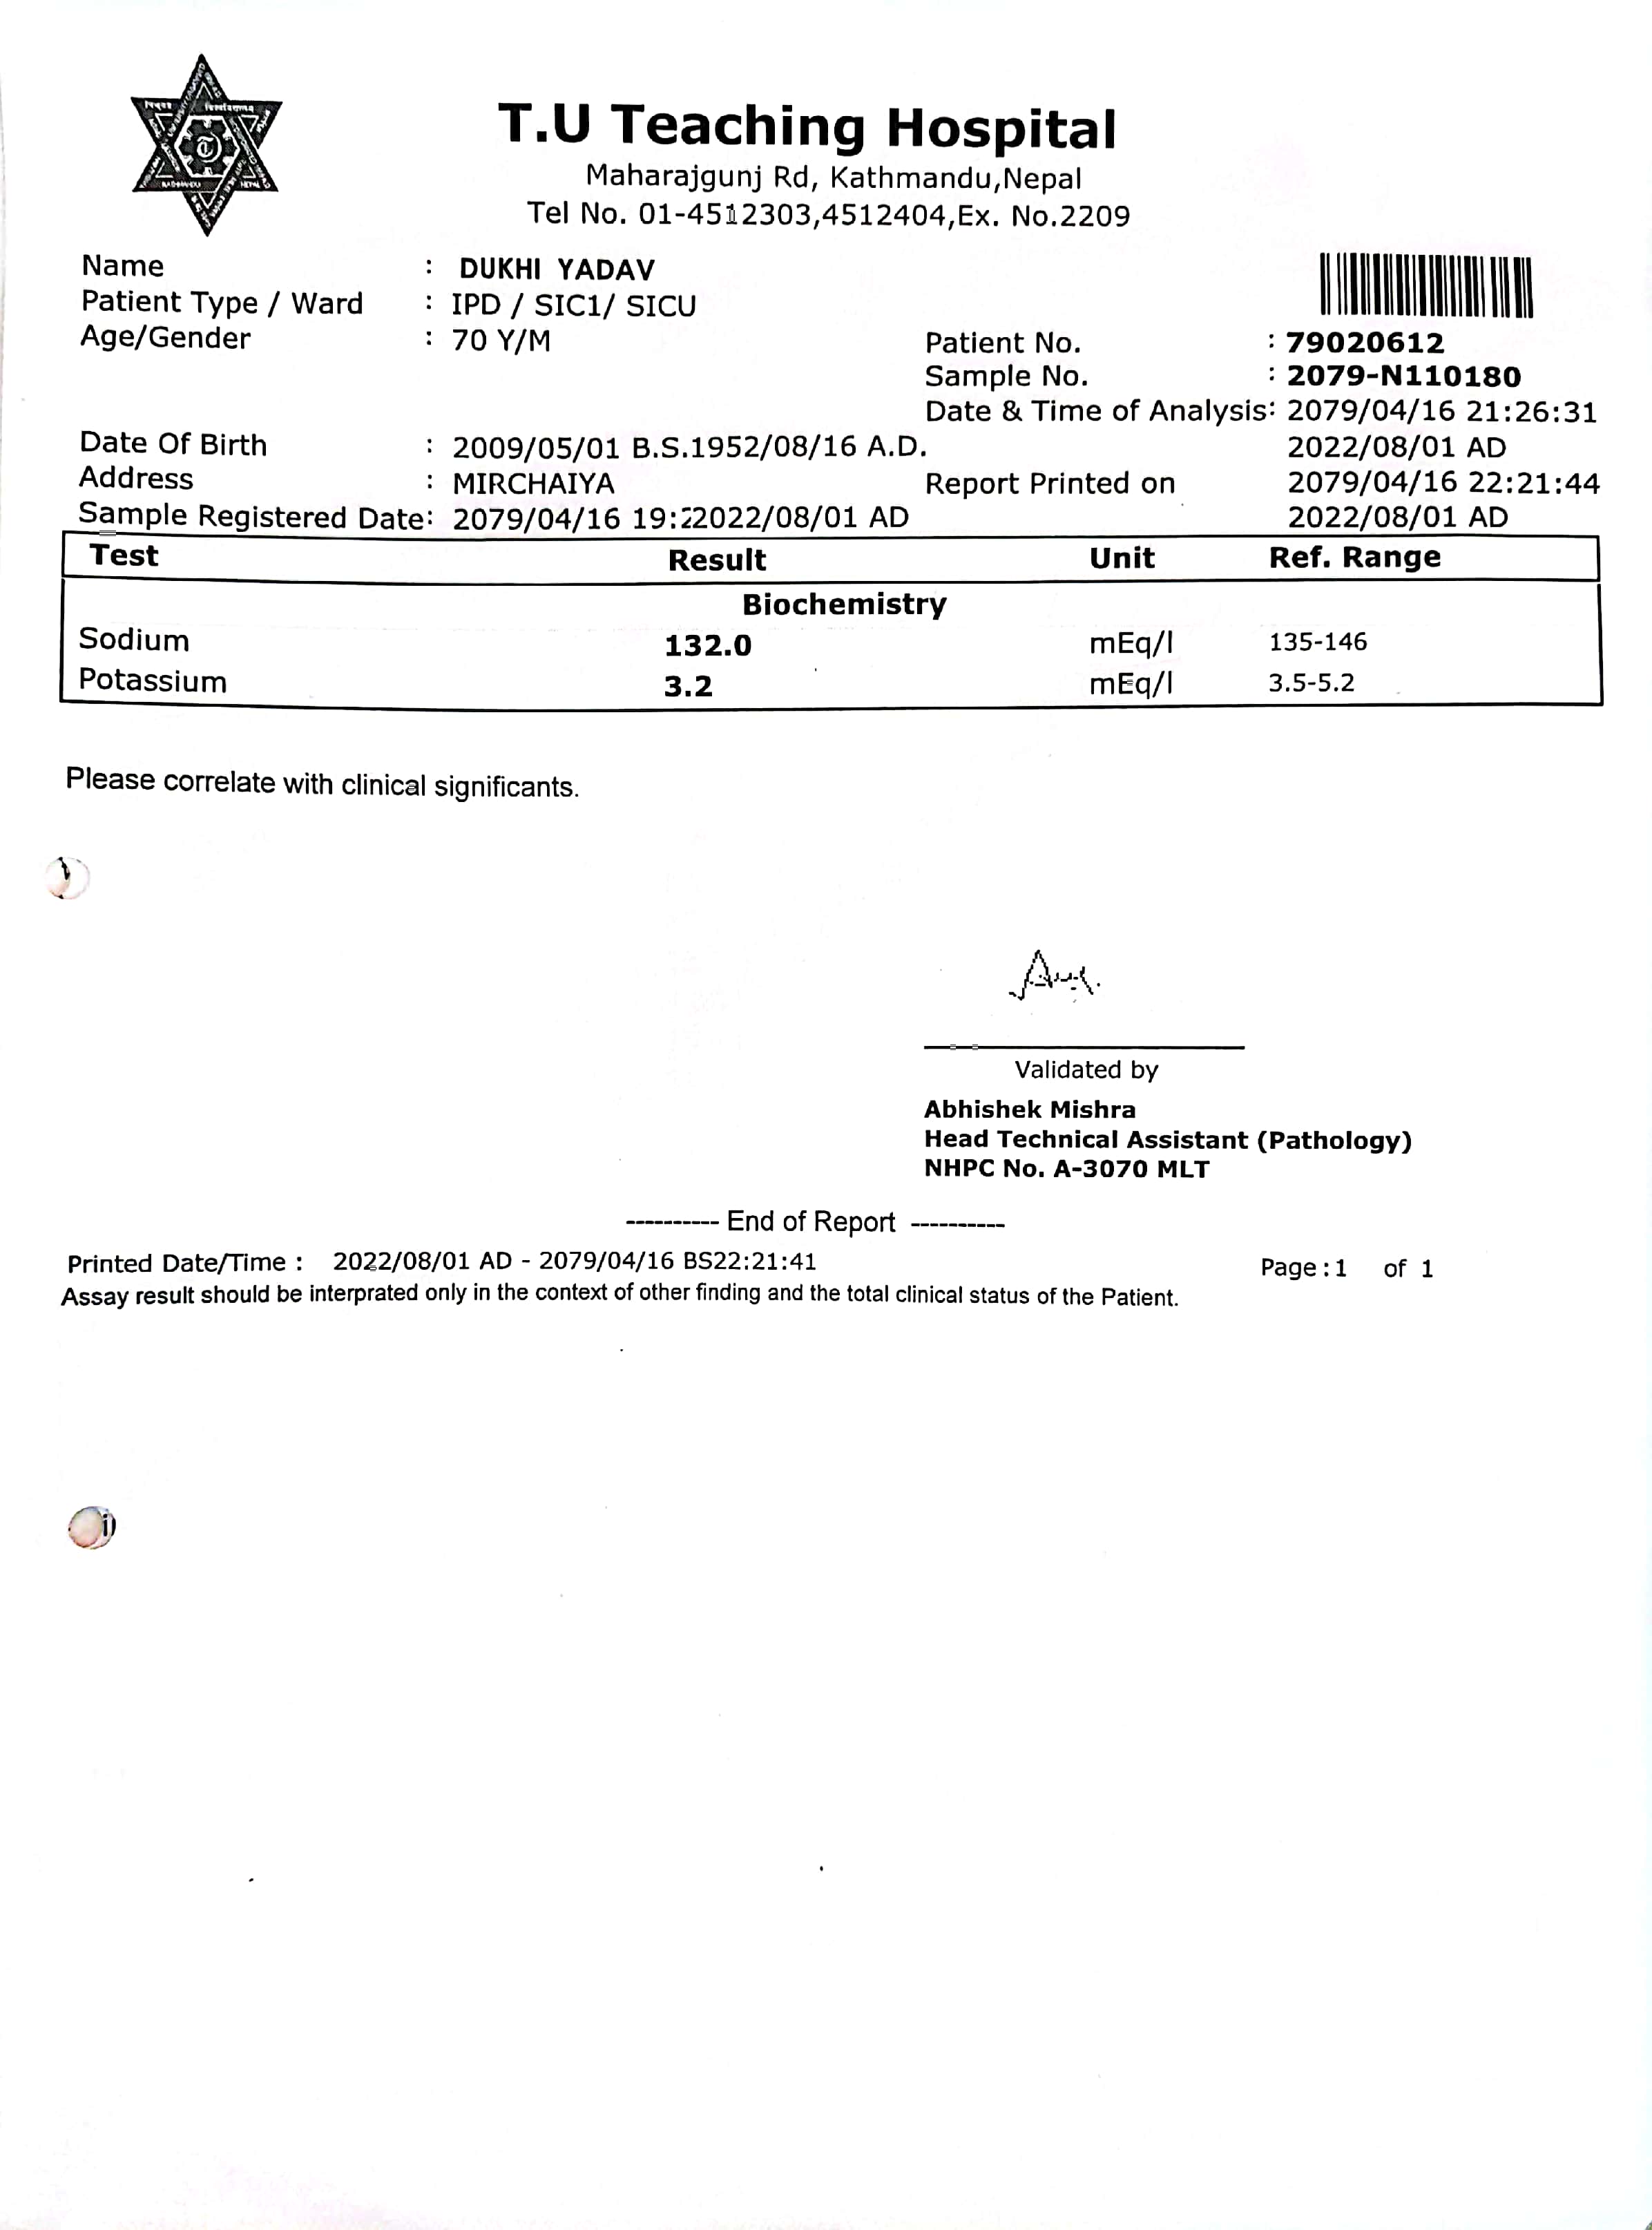 T.U Teaching Hospital
Maharajgunj Rd, Kathmandu,Nepal
Tel No. 01-4512303,4512404,Ex. No.2209
Name : DUKHI YADAV
Patient Type / Ward : IPD / SIC1/ SICU
Age/Gender : 70 Y/M
Patient No. : 79020612
Sample No. : 2079-N110180
Date & Time of Analysis: 2079/04/16 21:26:31
Date Of Birth : 2009/05/01 B.S.1952/08/16 A.D. 2022/08/01 AD
Address : MIRCHAIYA Report Printed on 2079/04/16 22:21:44
Sample Registered Date: 2079/04/16 19:22022/08/01 AD 2022/08/01 AD
Test Result Unit Ref. Range
Biochemistry
Sodium 132.0 mEq/l 135-146
Potassium 3.2 mEq/l 3.5-5.2
Please correlate with clinical significants.
Validated by
Abhishek Mishra
Head Technical Assistant (Pathology)
NHPC No. A-3070 MLT
---------- End of Report ----------
Printed Date/Time : 2022/08/01 AD - 2079/04/16 BS22:21:41 Page:1 of 1
Assay result should be interprated only in the context of other finding and the total clinical status of the Patient.